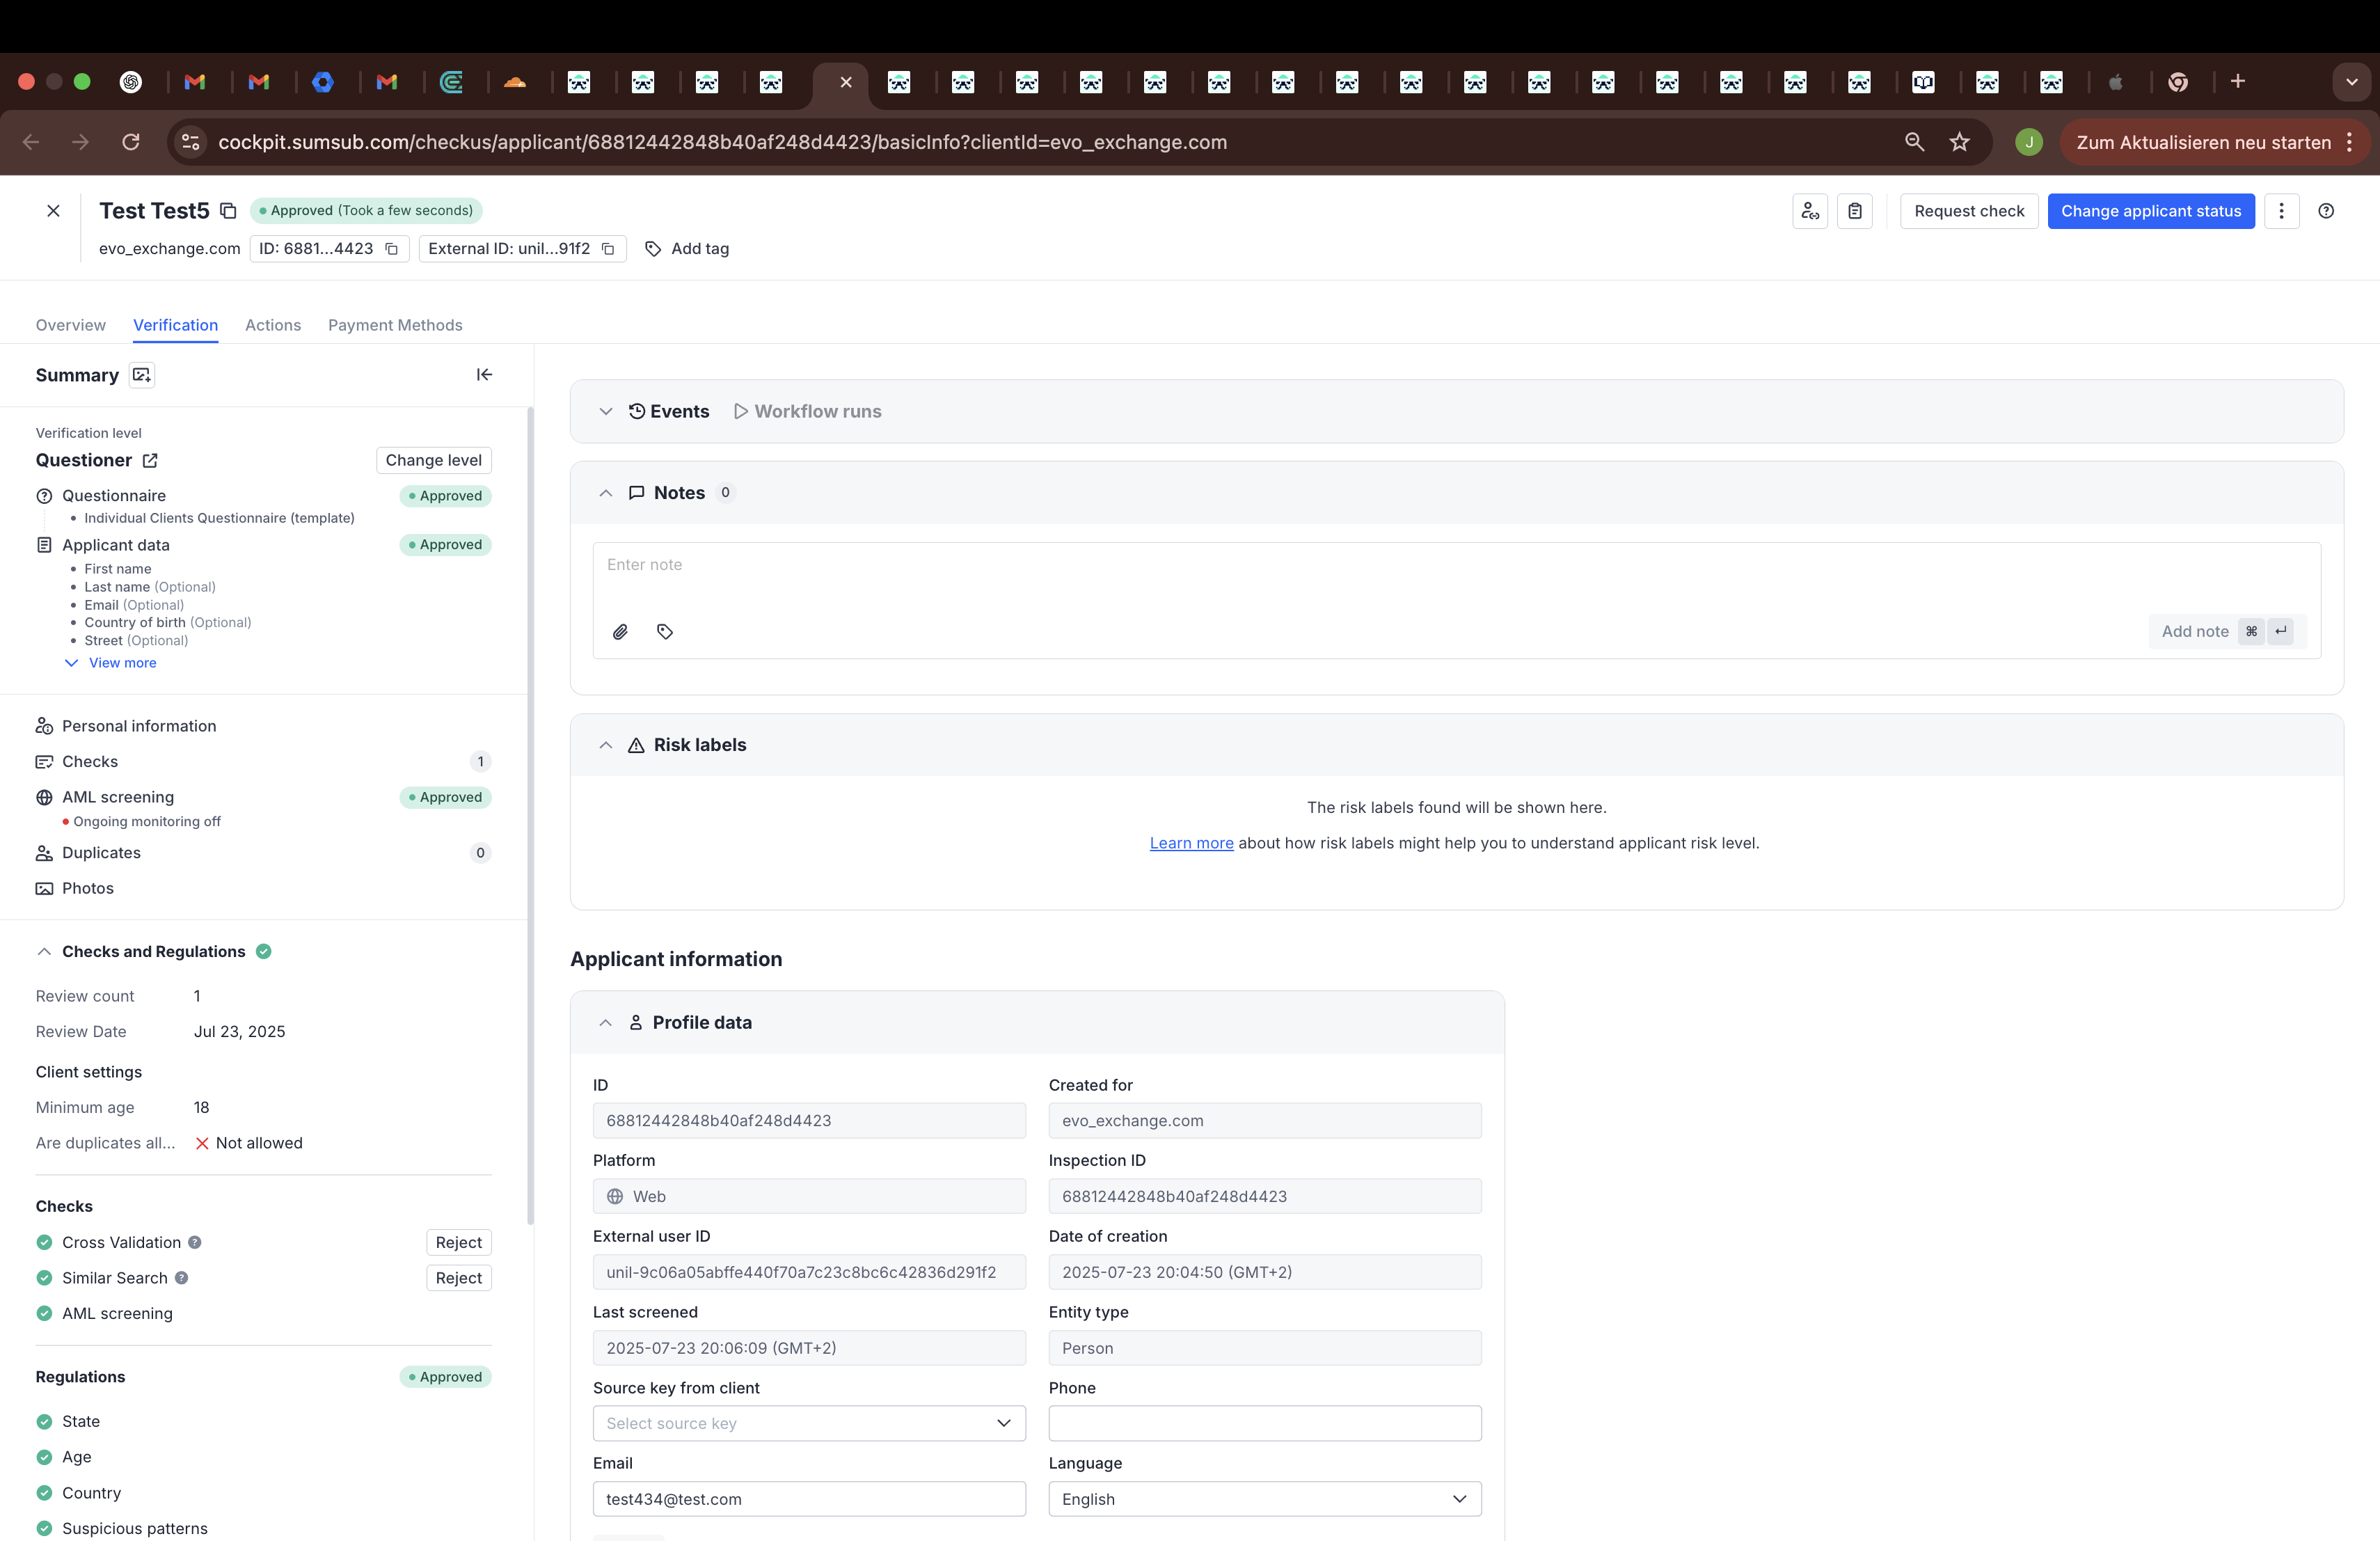 cockpit.sumsub.com/checkus/applicant/68812442848b40af248d4423/basicInfo?clientId=evo_exchange.com
J
Zum Aktualisieren neu starten
Test Test5
Approved (Took a few seconds)
Request check
Change applicant status
evo_exchange.com
ID: 6881...4423
External ID: unil...91f2
Add tag
Overview
Verification
Actions
Payment Methods
Summary
Verification level
Questioner
Change level
Questionnaire
Approved
Individual Clients Questionnaire (template)
Applicant data
Approved
First name
Last name (Optional)
Email (Optional)
Country of birth (Optional)
Street (Optional)
View more
Personal information
Checks
1
AML screening
Approved
Ongoing monitoring off
Duplicates
0
Photos
Checks and Regulations
Review count 1
Review Date Jul 23, 2025
Client settings
Minimum age 18
Are duplicates all... Not allowed
Checks
Cross Validation
Reject
Similar Search
Reject
AML screening
Regulations
Approved
State
Age
Country
Suspicious patterns
Events
Workflow runs
Notes 0
Enter note
Add note ⌘ ↵
Risk labels
The risk labels found will be shown here.
Learn more about how risk labels might help you to understand applicant risk level.
Applicant information
Profile data
ID
68812442848b40af248d4423
Created for
evo_exchange.com
Platform
Web
Inspection ID
68812442848b40af248d4423
External user ID
unil-9c06a05abffe440f70a7c23c8bc6c42836d291f2
Date of creation
2025-07-23 20:04:50 (GMT+2)
Last screened
2025-07-23 20:06:09 (GMT+2)
Entity type
Person
Source key from client
Select source key
Phone
Email
test434@test.com
Language
English